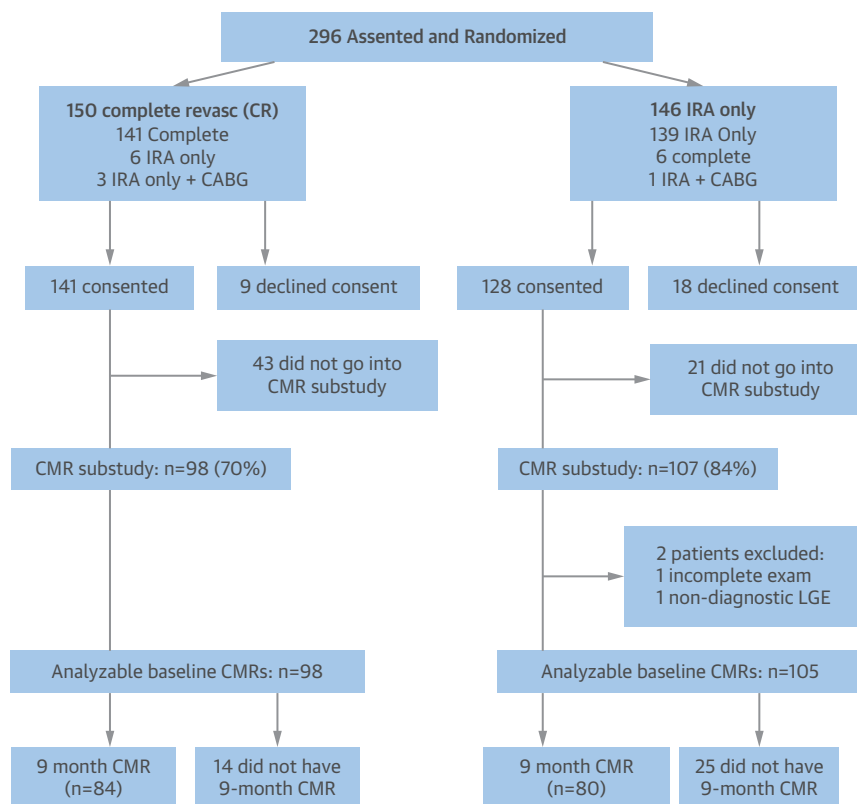 296 Assented and Randomized
150 complete revasc (CR)
141 Complete
6 IRA only
3 IRA only + CABG
146 IRA only
139 IRA Only
6 complete
1 IRA + CABG
141 consented
9 declined consent
128 consented
18 declined consent
43 did not go into
CMR substudy
21 did not go into
CMR substudy
CMR substudy: n=98 (70%)
CMR substudy: n=107 (84%)
2 patients excluded:
1 incomplete exam
1 non-diagnostic LGE
Analyzable baseline CMRs: n=98
Analyzable baseline CMRs: n=105
9 month CMR
(n=84)
14 did not have
9-month CMR
9 month CMR
(n=80)
25 did not have
9-month CMR